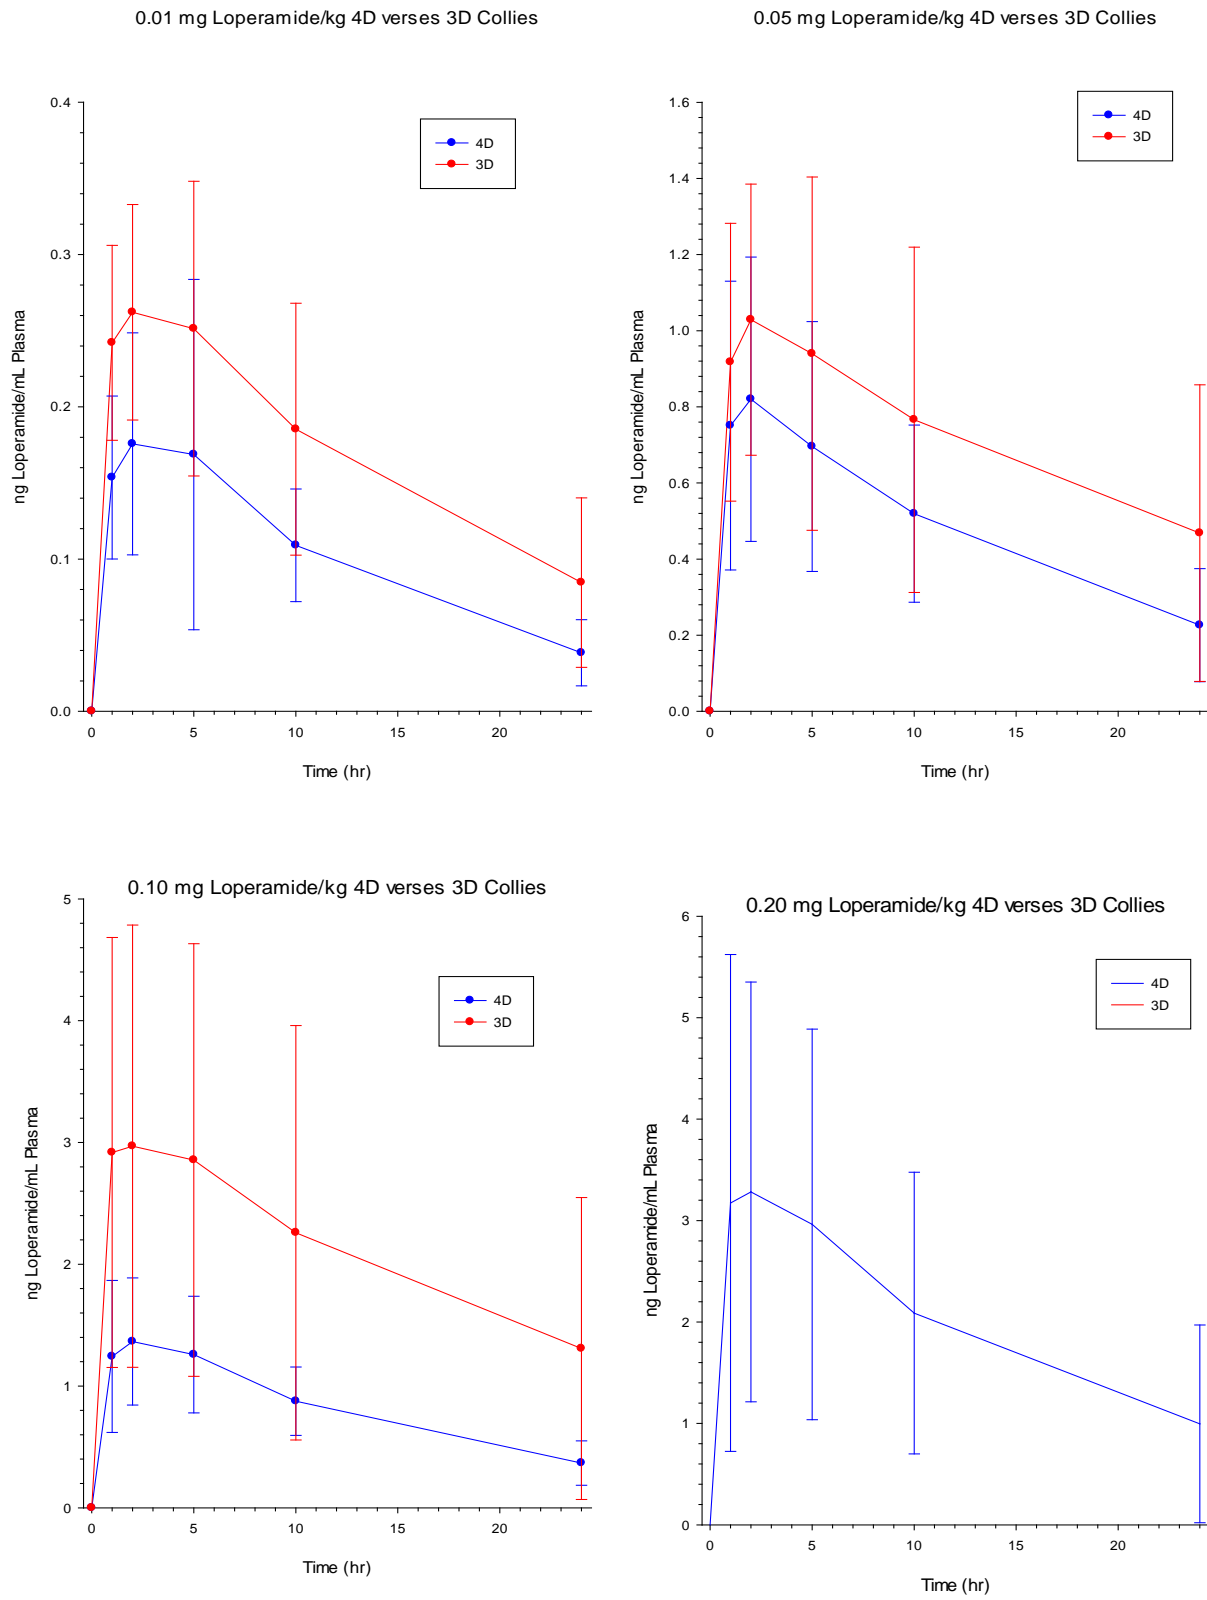 0.01 mg Loperamide/kg 4D verses 3D Collies
0.4
0.3
0.2
0.1
0.0
ng Loperamide/mL Plasma
4D
3D
0 5 10 15 20
Time (hr)
0.05 mg Loperamide/kg 4D verses 3D Collies
1.6
1.4
1.2
1.0
0.8
0.6
0.4
0.2
0.0
ng Loperamide/mL Plasma
4D
3D
0 5 10 15 20
Time (hr)
0.10 mg Loperamide/kg 4D verses 3D Collies
5
4
3
2
1
0
ng Loperamide/mL Plasma
4D
3D
0 5 10 15 20
Time (hr)
0.20 mg Loperamide/kg 4D verses 3D Collies
6
5
4
3
2
1
0
ng Loperamide/mL Plasma
4D
3D
0 5 10 15 20
Time (hr)